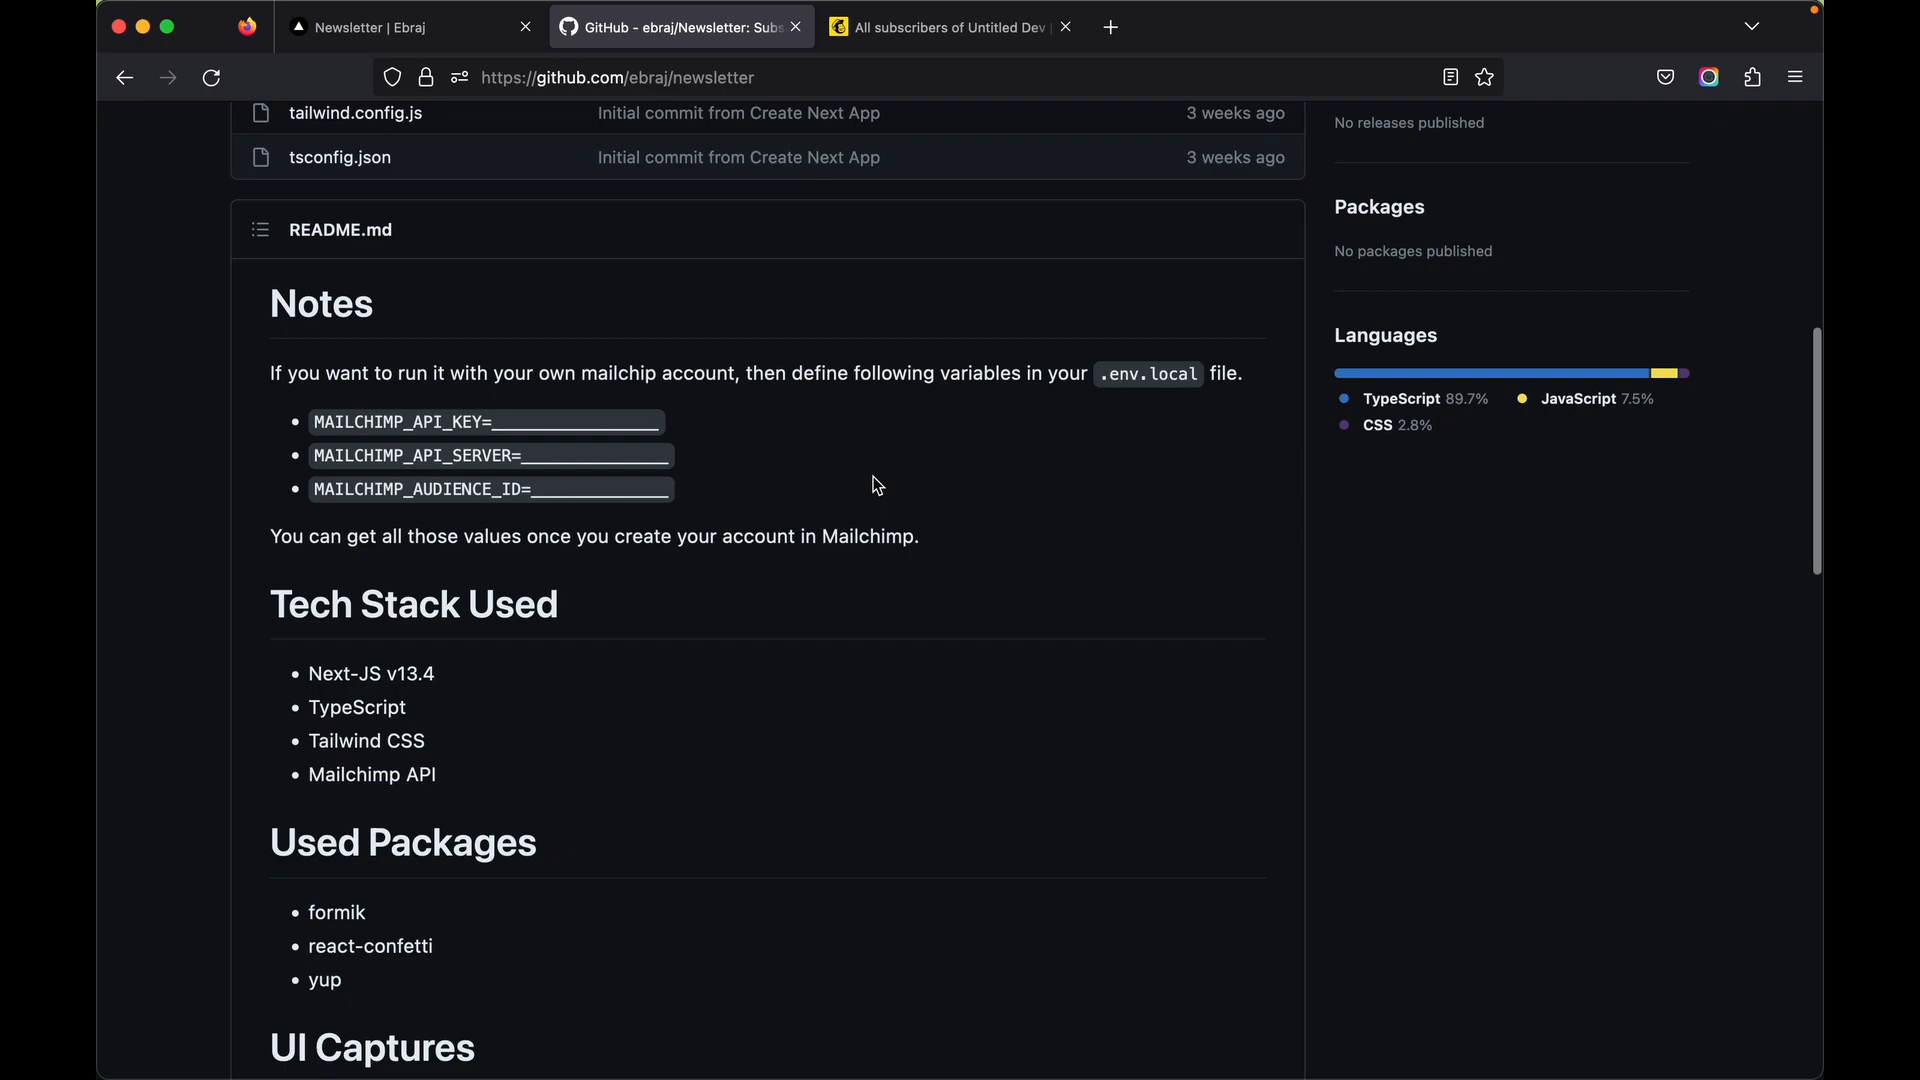 Newsletter | Ebraj
GitHub - ebraj/Newsletter: Subs
All subscribers of Untitled Dev |
https://github.com/ebraj/newsletter
tailwind.config.js Initial commit from Create Next App 3 weeks ago
tsconfig.json Initial commit from Create Next App 3 weeks ago
README.md
Notes
If you want to run it with your own mailchip account, then define following variables in your .env.local file.
• MAILCHIMP_API_KEY=_________________
• MAILCHIMP_API_SERVER=_______________
• MAILCHIMP_AUDIENCE_ID=______________
You can get all those values once you create your account in Mailchimp.
Tech Stack Used
• Next-JS v13.4
• TypeScript
• Tailwind CSS
• Mailchimp API
Used Packages
• formik
• react-confetti
• yup
UI Captures
No releases published
Packages
No packages published
Languages
TypeScript 89.7% JavaScript 7.5%
CSS 2.8%